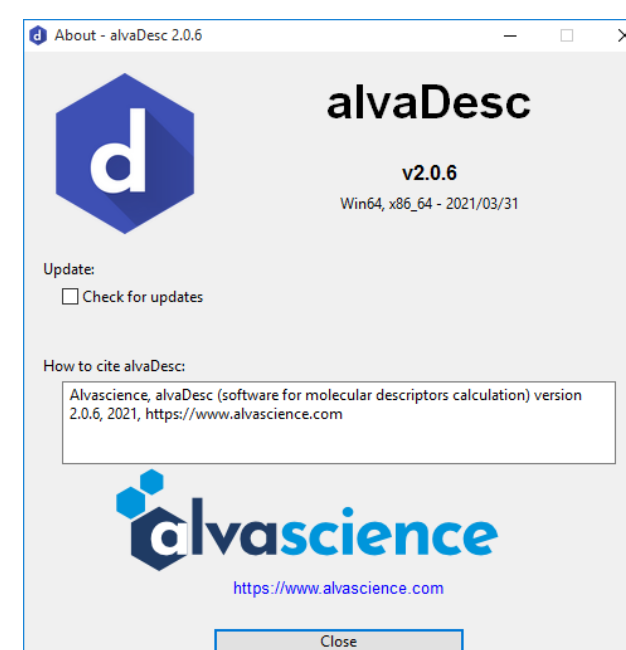 About - alvaDesc 2.0.6
d
alvaDesc
v2.0.6
Win64, x86_64 - 2021/03/31
Update:
Check for updates
How to cite alvaDesc:
Alvascience, alvaDesc (software for molecular descriptors calculation) version
2.0.6, 2021, https://www.alvascience.com
alvascience
https://www.alvascience.com
Close